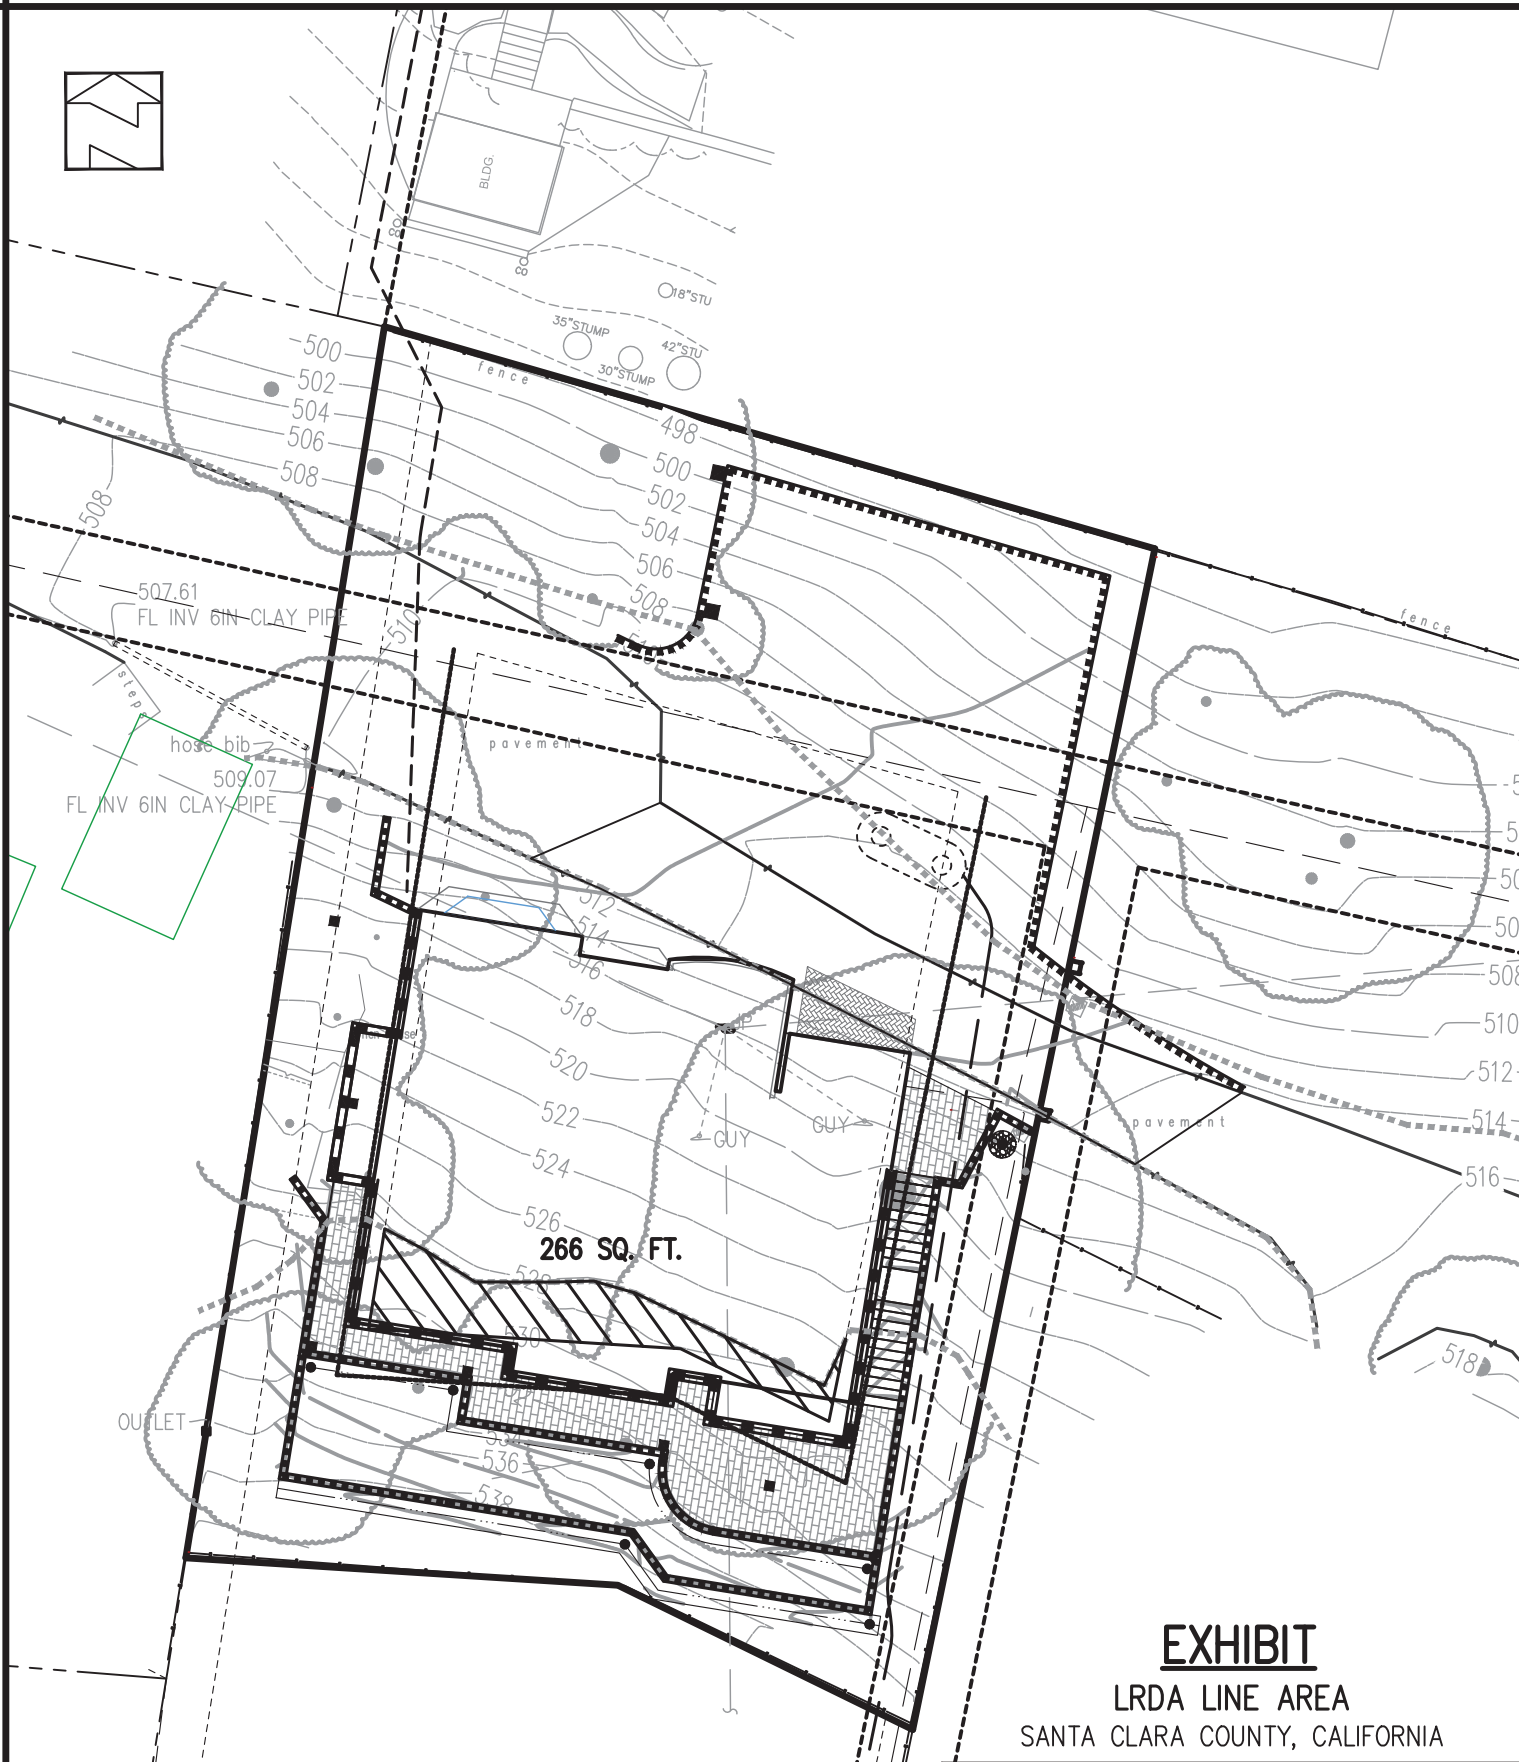 BLDG.
CO
CO
18"STU
35"STUMP
42"STU
30"STUMP
fence
500
502
504
506
508
498
500
502
504
506
508
508
510
507.61
FL INV 6IN CLAY PIPE
steps
hose bib
509.07
FL INV 6IN CLAY PIPE
pavement
fence
512
514
516
518
520
522
524
526
528
530
GUY
GUY
508
510
512
514
516
518
pavement
266 SQ. FT.
OUTLET
534
536
538
EXHIBIT
LRDA LINE AREA
SANTA CLARA COUNTY, CALIFORNIA